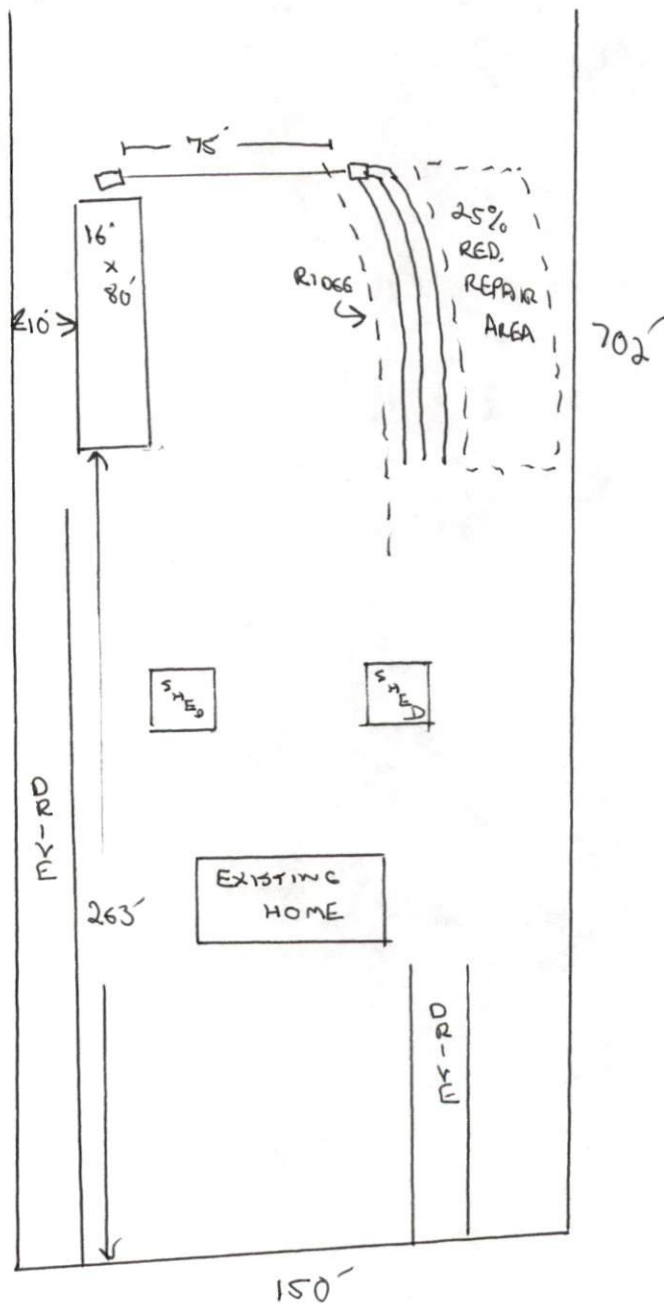 75'
16'
x
80'
10'
RIDGE
25%
RED.
REPAIR
AREA
702'
SHED
SHED
DRIVE
263'
EXISTING
HOME
DRIVE
150'